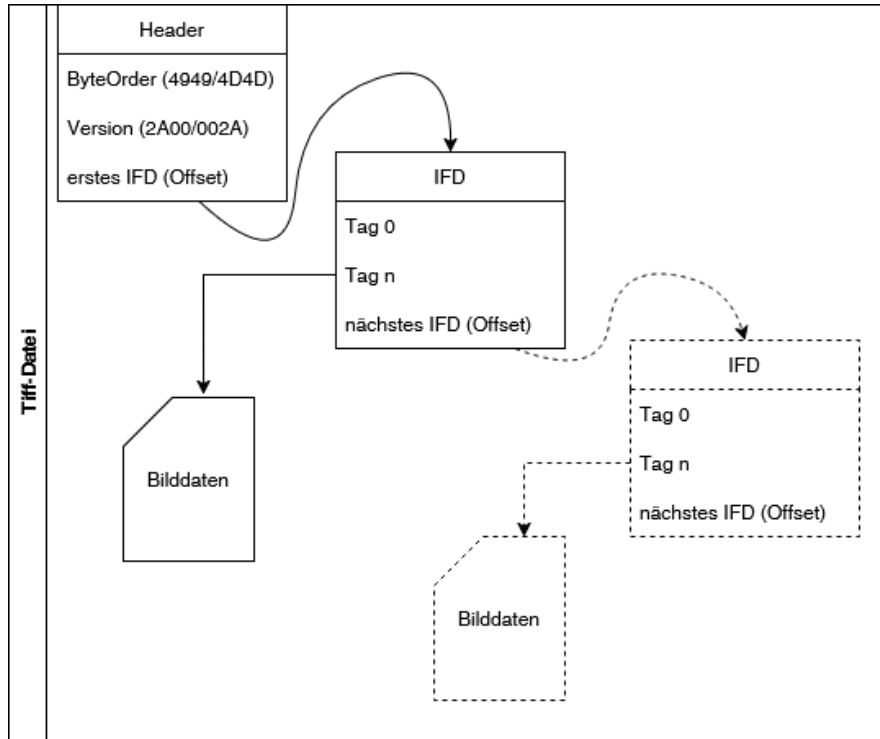 Tiff-Datei
Header
ByteOrder (4949/4D4D)
Version (2A00/002A)
erstes IFD (Offset)
IFD
Tag 0
Tag n
nächstes IFD (Offset)
Bilddaten
IFD
Tag 0
Tag n
nächstes IFD (Offset)
Bilddaten